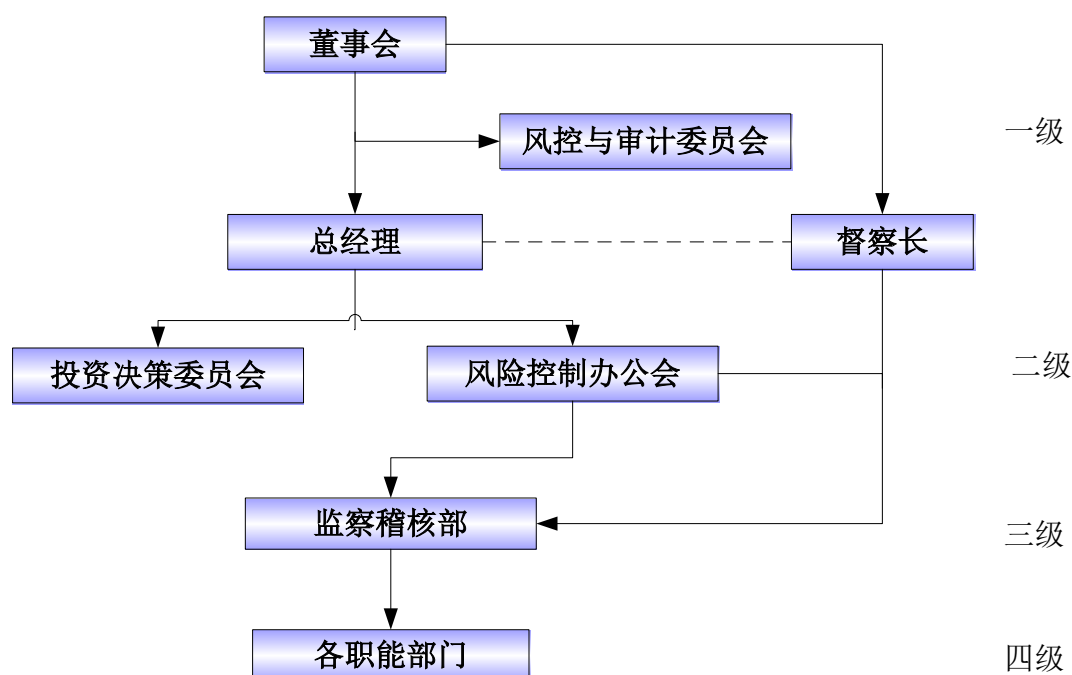 董事会
风控与审计委员会
一级
总经理
督察长
投资决策委员会
风险控制办公会
二级
监察稽核部
三级
各职能部门
四级